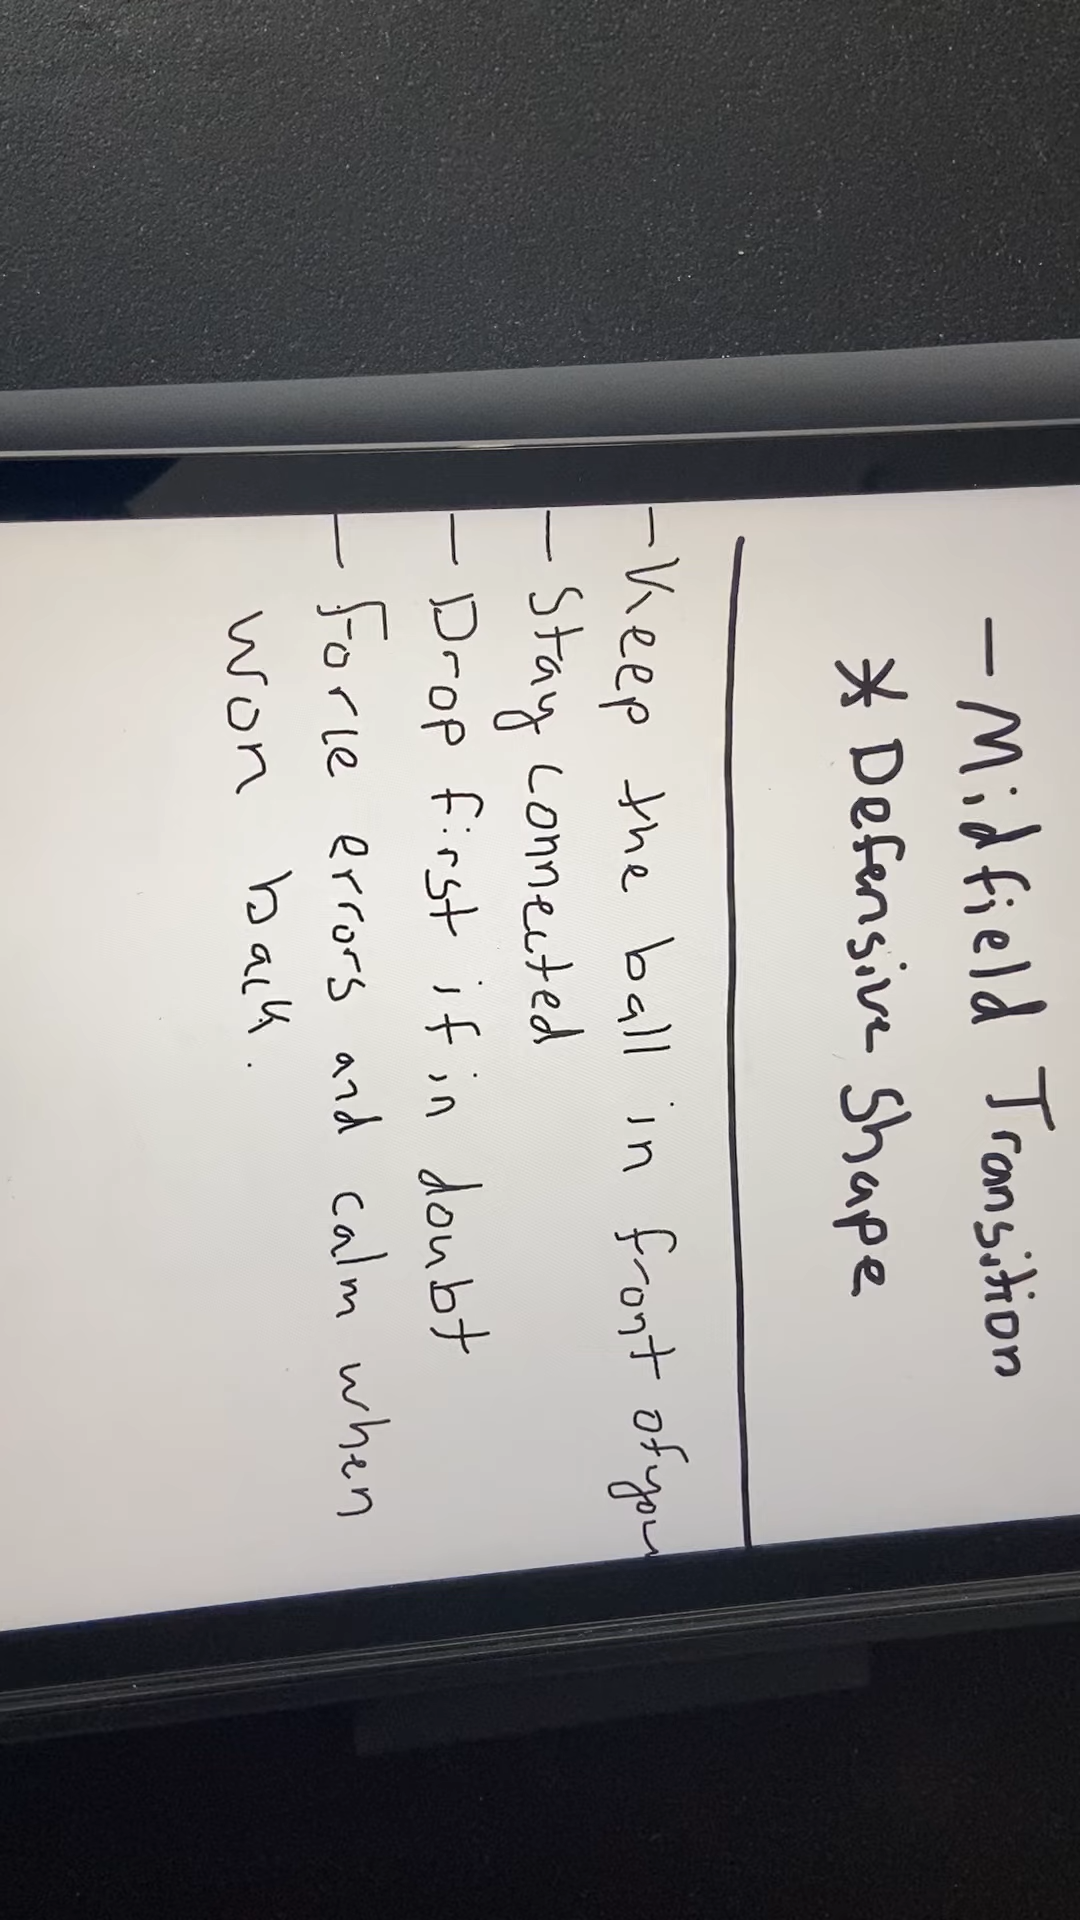 - Midfield Transition
* Defensive Shape
- Keep the ball in front of you
- Stay connected
- Drop first if in doubt
- Force errors and calm when
won back.